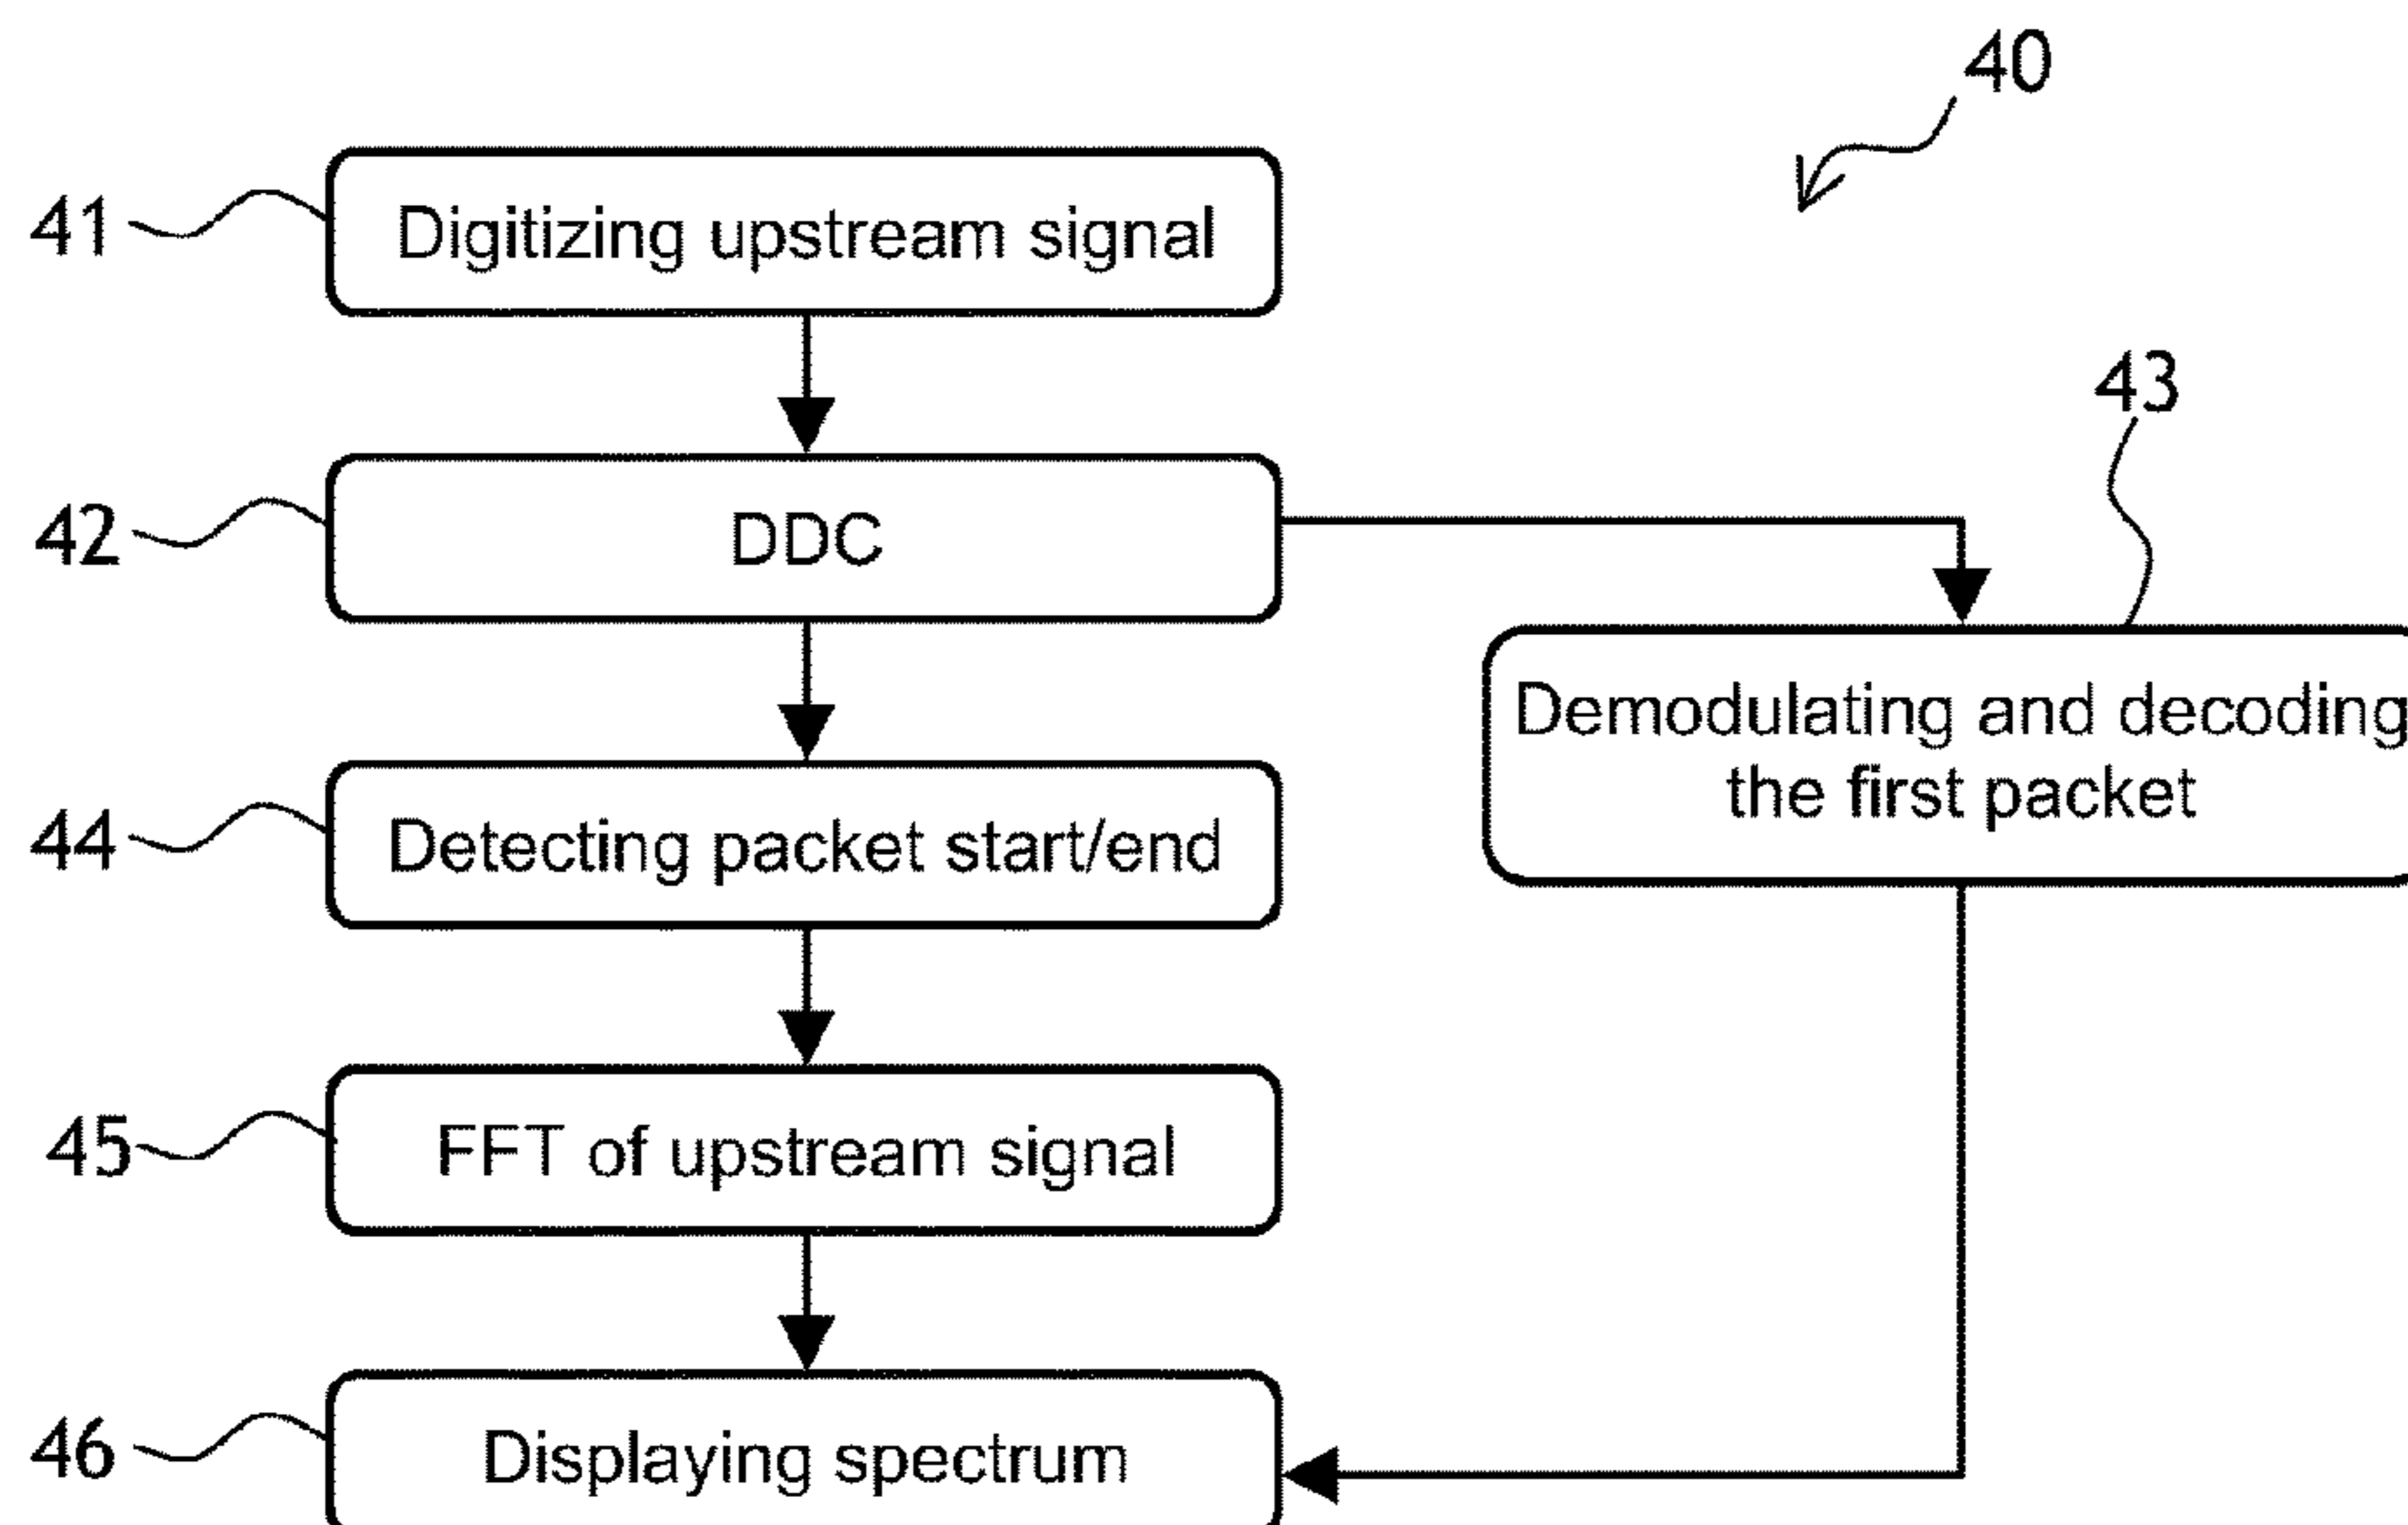 40
41
Digitizing upstream signal
43
42
DDC
Demodulating and decoding
the first packet
44
Detecting packet start/end
45
FFT of upstream signal
46
Displaying spectrum